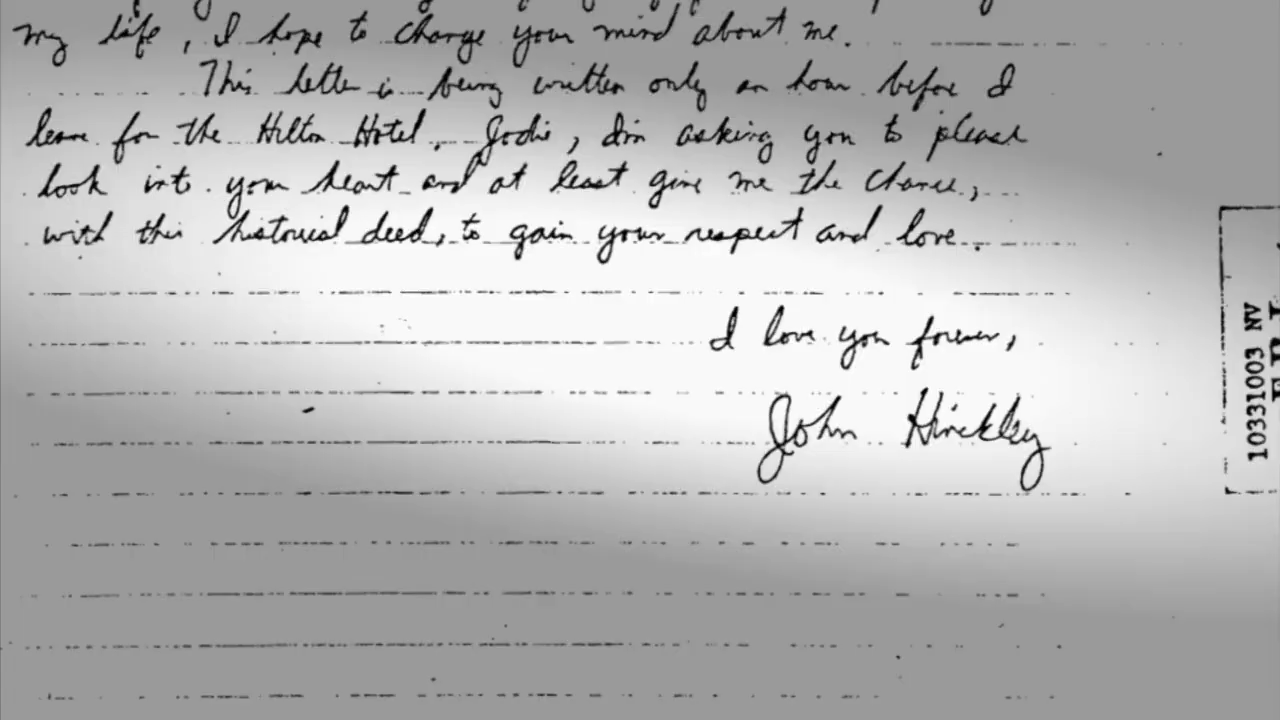 my life, I hope to change your mind about me.
This letter is being written only an hour before I
leave for the Hilton Hotel. Jodie, I'm asking you to please
look into your heart and at least give me the chance,
with this historical deed, to gain your respect and love.
I love you forever,
John Hinckley
10331003 NV